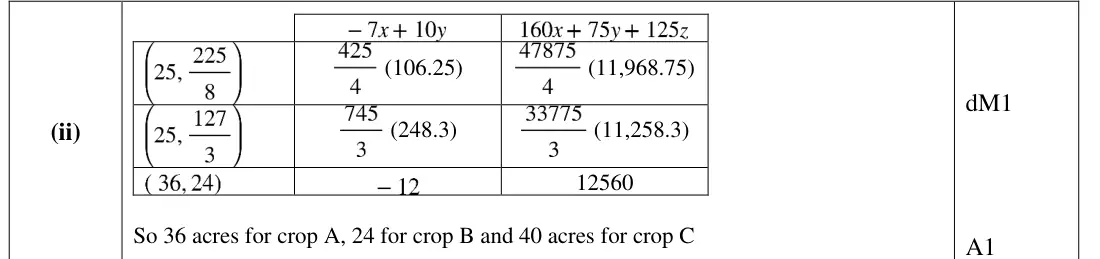 − 7x + 10y 160x + 75y + 125z
(25, 225/8) 425/4 (106.25) 47875/4 (11,968.75)
dM1
(ii)
(25, 127/3) 745/3 (248.3) 33775/3 (11,258.3)
( 36, 24) − 12 12560
So 36 acres for crop A, 24 for crop B and 40 acres for crop C
A1